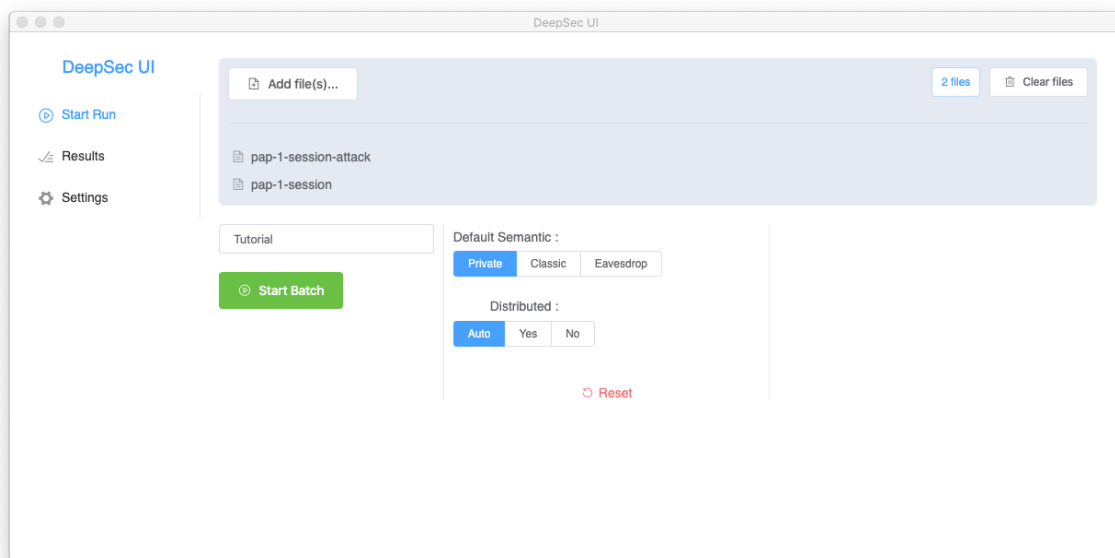 DeepSec UI
DeepSec UI
Start Run
Results
Settings
Add file(s)...
2 files
Clear files
pap-1-session-attack
pap-1-session
Tutorial
Start Batch
Default Semantic :
Private
Classic
Eavesdrop
Distributed :
Auto
Yes
No
Reset